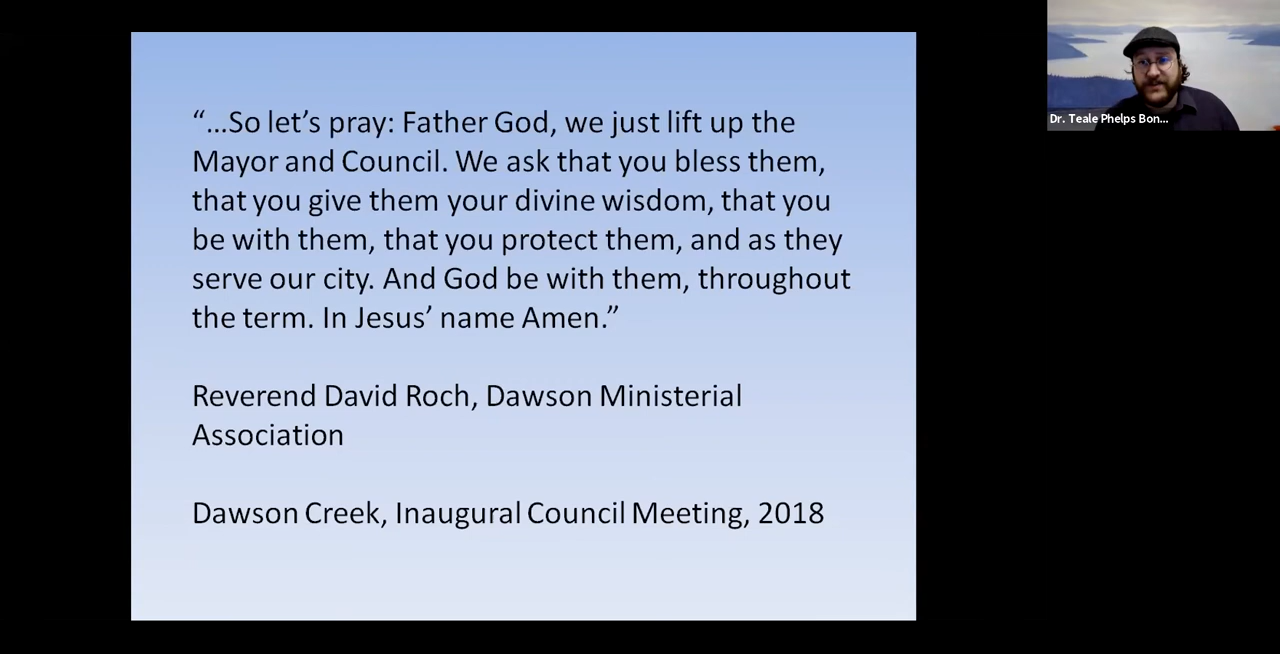 “...So let’s pray: Father God, we just lift up the
Mayor and Council. We ask that you bless them,
that you give them your divine wisdom, that you
be with them, that you protect them, and as they
serve our city. And God be with them, throughout
the term. In Jesus’ name Amen.”
Reverend David Roch, Dawson Ministerial
Association
Dawson Creek, Inaugural Council Meeting, 2018
Dr. Teale Phelps Bon...